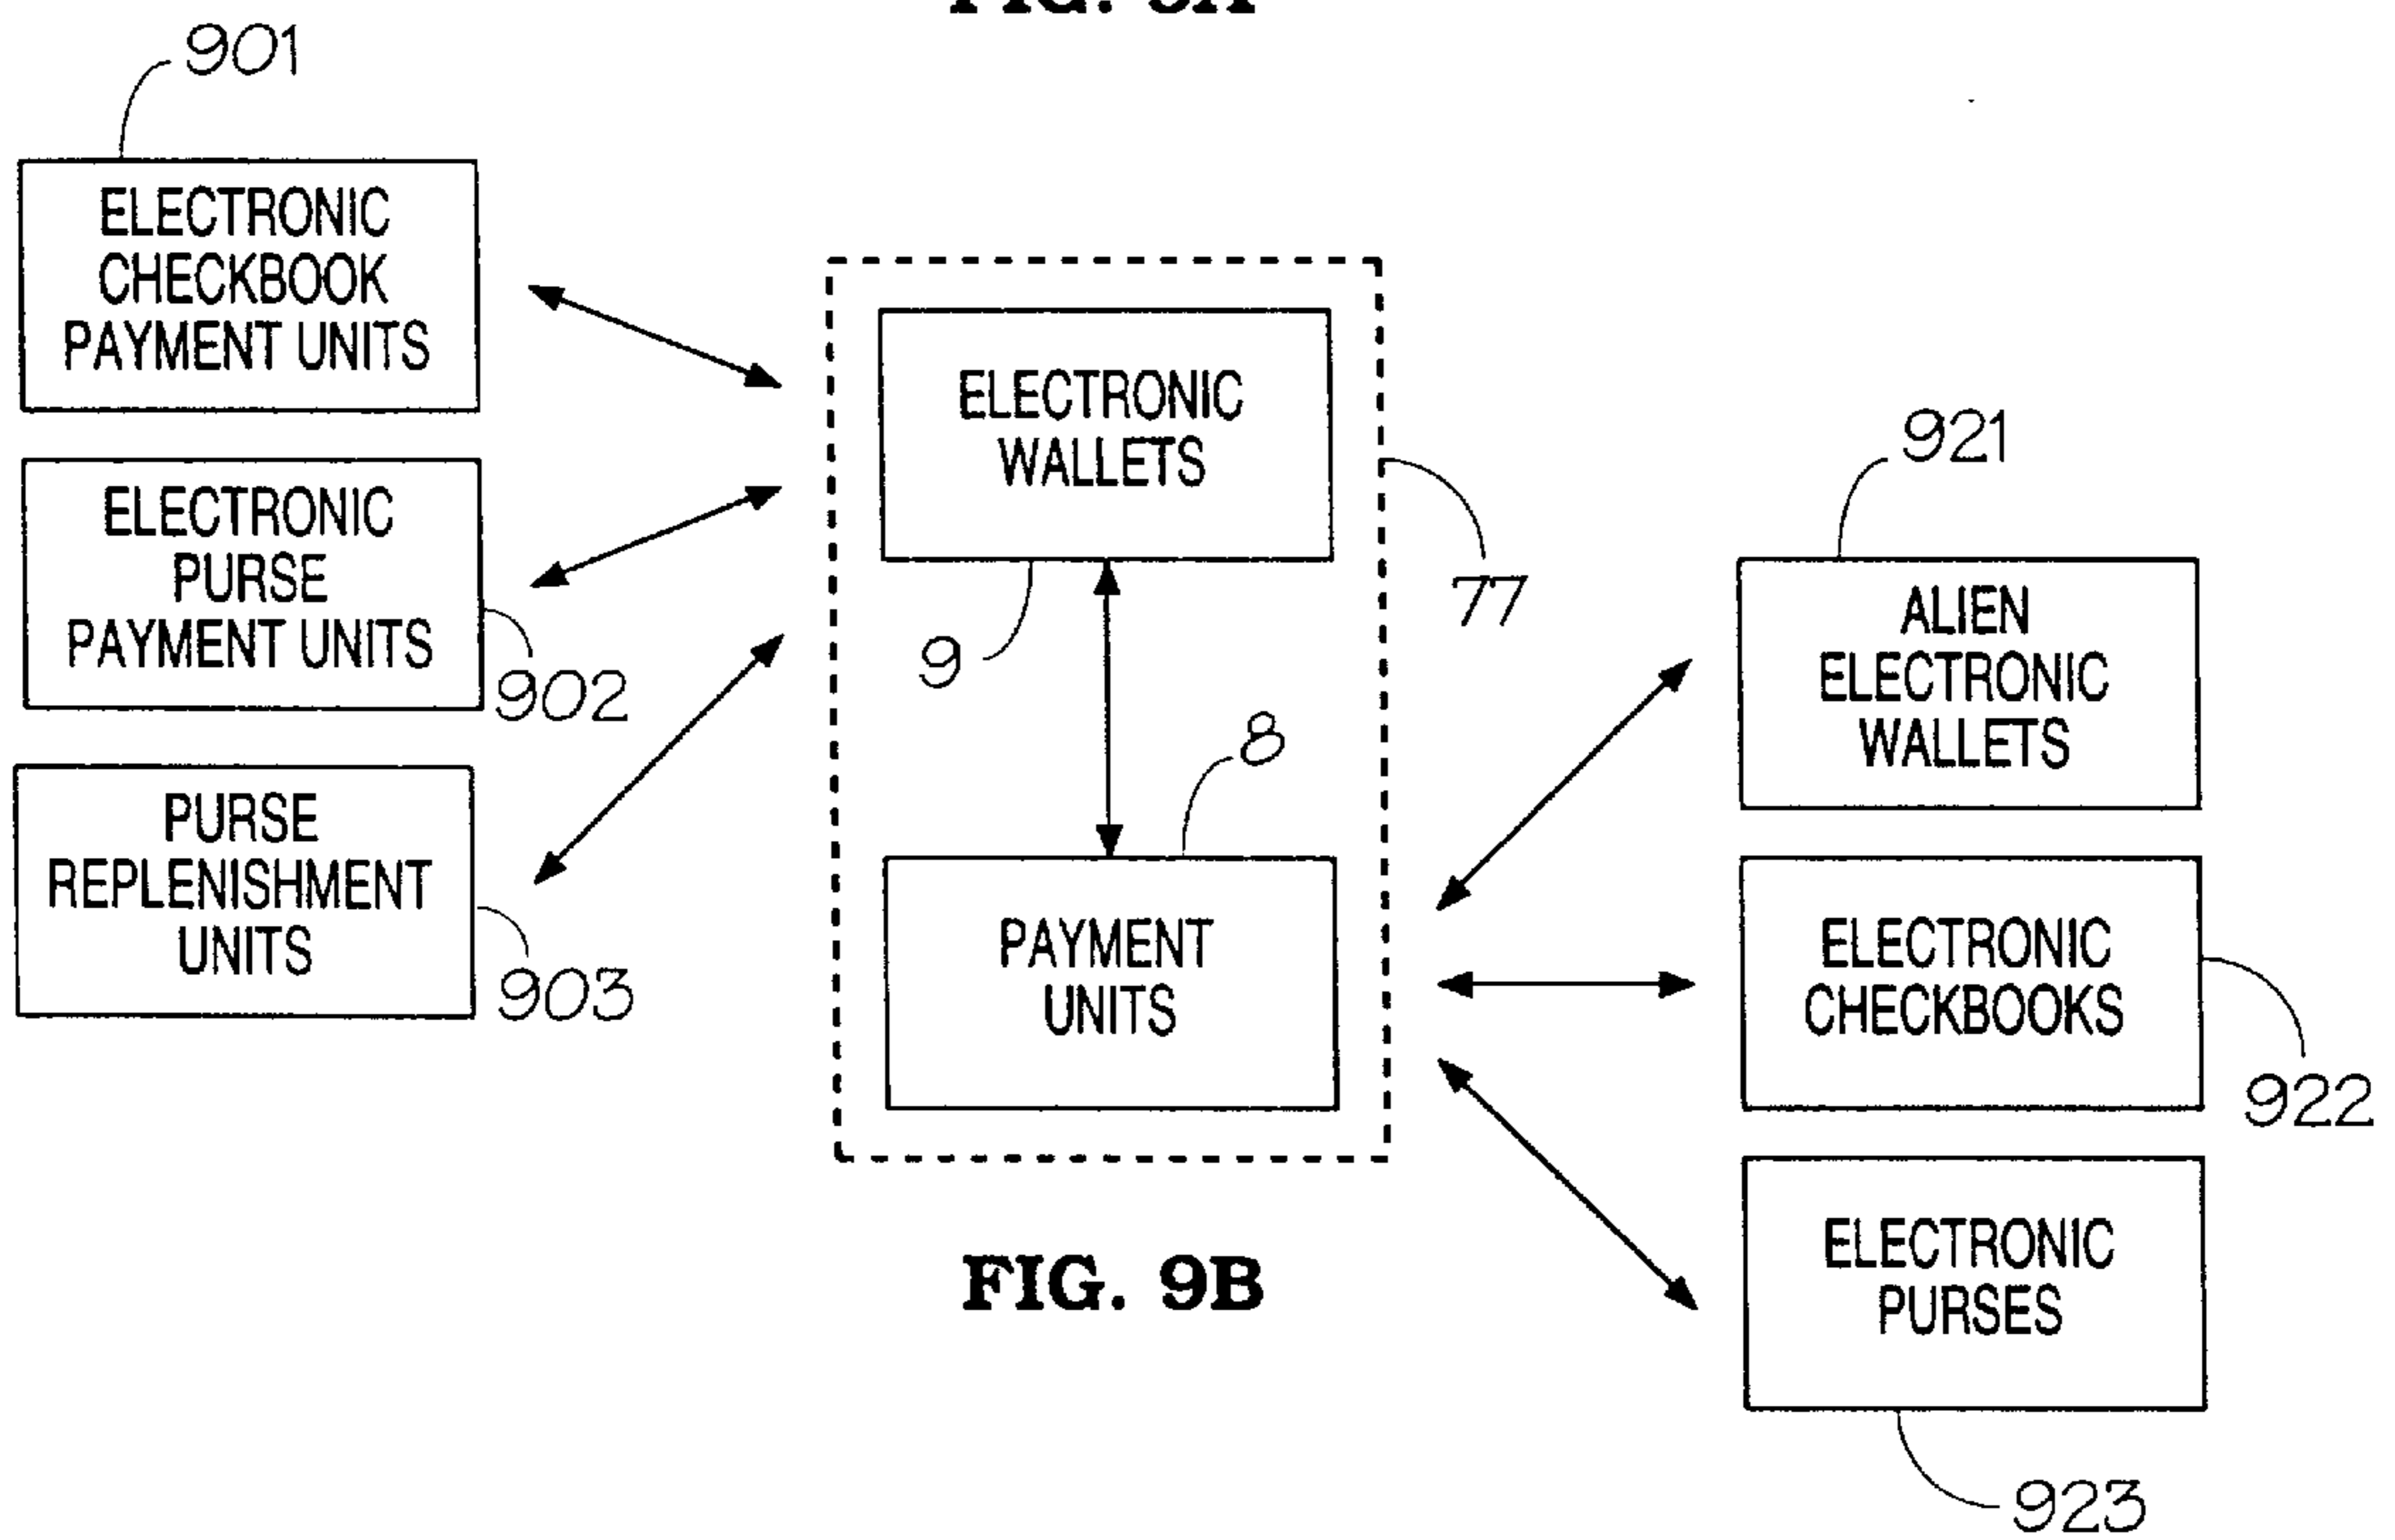 901
ELECTRONIC
CHECKBOOK
PAYMENT UNITS
ELECTRONIC
PURSE
PAYMENT UNITS
902
PURSE
REPLENISHMENT
UNITS
903
ELECTRONIC
WALLETS
77
9
8
PAYMENT
UNITS
921
ALIEN
ELECTRONIC
WALLETS
ELECTRONIC
CHECKBOOKS
922
ELECTRONIC
PURSES
923
FIG. 9B